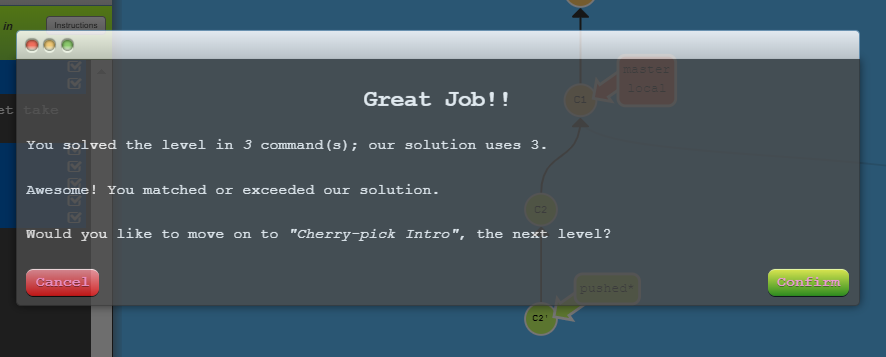 in
Instructions
master
local
C1
et take
Great Job!!
You solved the level in 3 command(s); our solution uses 3.
Awesome! You matched or exceeded our solution.
C2
Would you like to move on to "Cherry-pick Intro", the next level?
Cancel
Confirm
pushed*
C2'